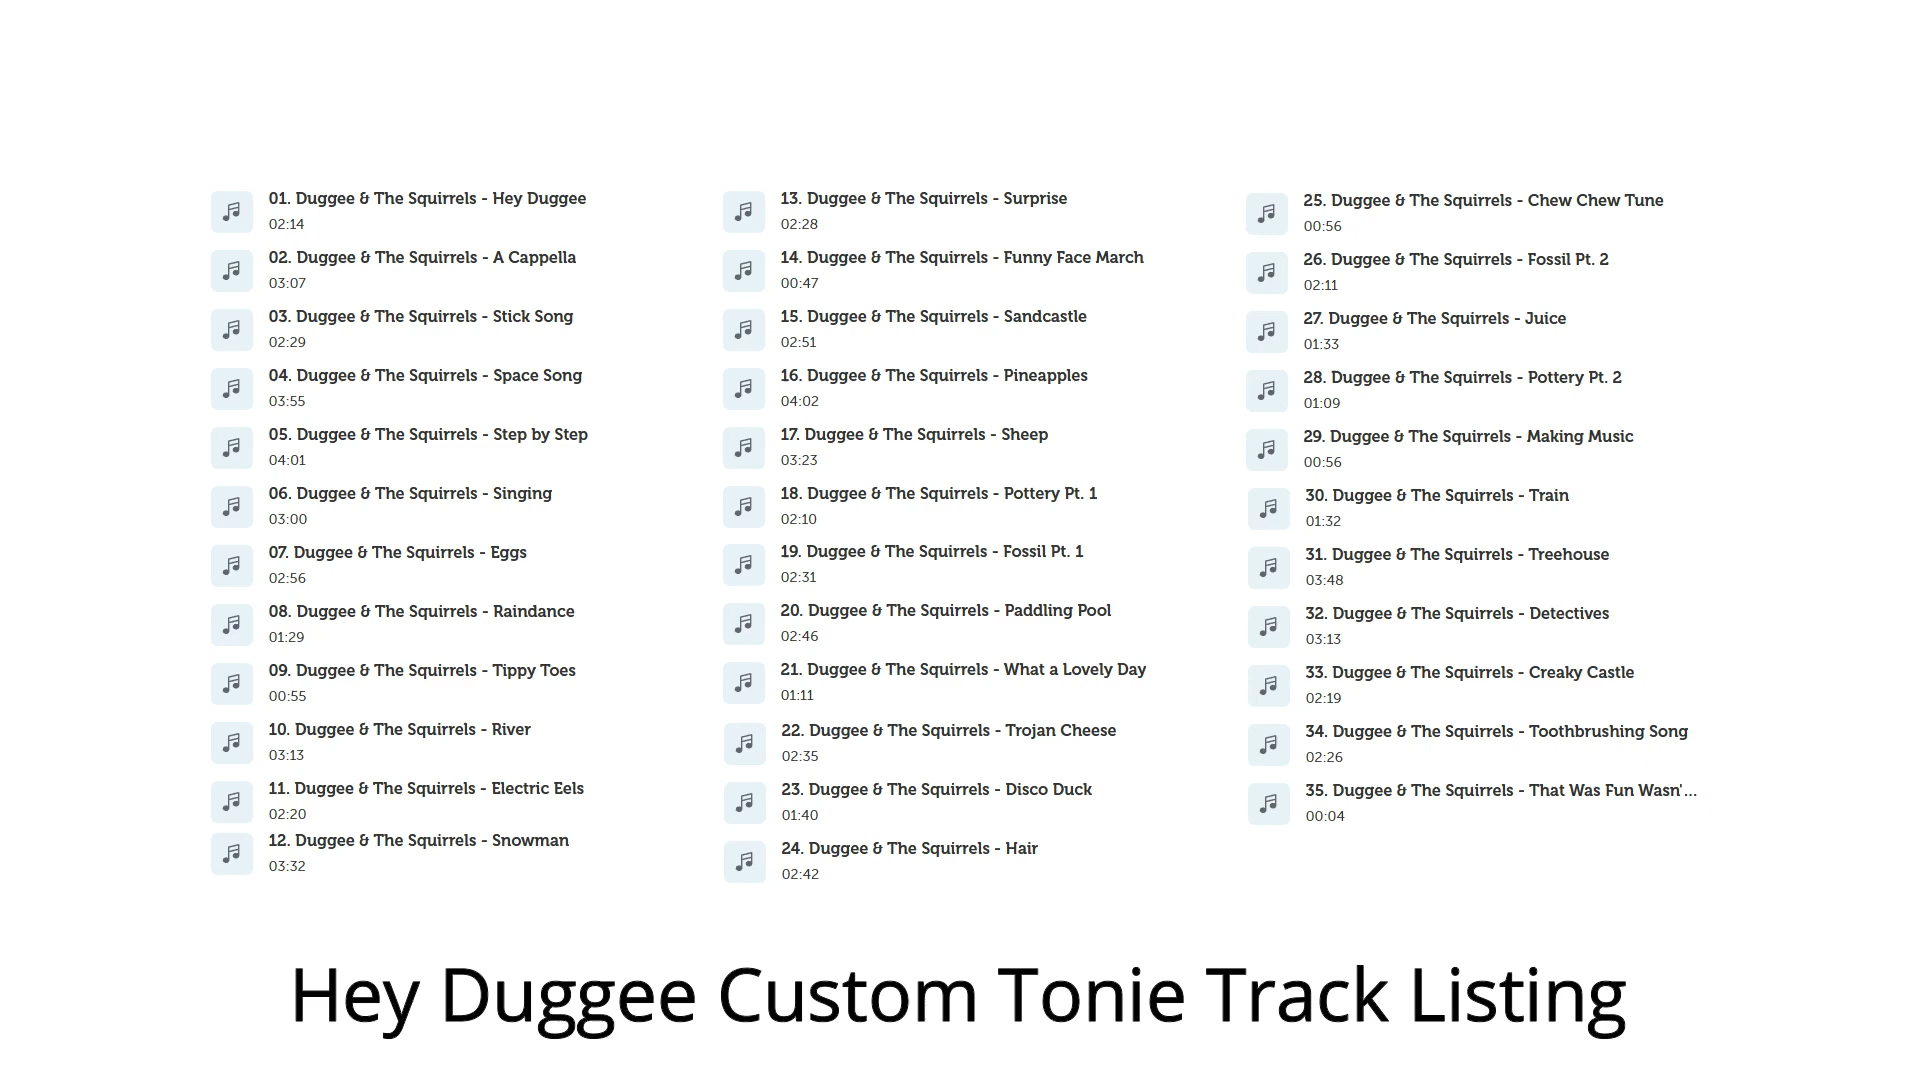 01. Duggee & The Squirrels - Hey Duggee
02:14
02. Duggee & The Squirrels - A Cappella
03:07
03. Duggee & The Squirrels - Stick Song
02:29
04. Duggee & The Squirrels - Space Song
03:55
05. Duggee & The Squirrels - Step by Step
04:01
06. Duggee & The Squirrels - Singing
03:00
07. Duggee & The Squirrels - Eggs
02:56
08. Duggee & The Squirrels - Raindance
01:29
09. Duggee & The Squirrels - Tippy Toes
00:55
10. Duggee & The Squirrels - River
03:13
11. Duggee & The Squirrels - Electric Eels
02:20
12. Duggee & The Squirrels - Snowman
03:32
13. Duggee & The Squirrels - Surprise
02:28
14. Duggee & The Squirrels - Funny Face March
00:47
15. Duggee & The Squirrels - Sandcastle
02:51
16. Duggee & The Squirrels - Pineapples
04:02
17. Duggee & The Squirrels - Sheep
03:23
18. Duggee & The Squirrels - Pottery Pt. 1
02:10
19. Duggee & The Squirrels - Fossil Pt. 1
02:31
20. Duggee & The Squirrels - Paddling Pool
02:46
21. Duggee & The Squirrels - What a Lovely Day
01:11
22. Duggee & The Squirrels - Trojan Cheese
02:35
23. Duggee & The Squirrels - Disco Duck
01:40
24. Duggee & The Squirrels - Hair
02:42
25. Duggee & The Squirrels - Chew Chew Tune
00:56
26. Duggee & The Squirrels - Fossil Pt. 2
02:11
27. Duggee & The Squirrels - Juice
01:33
28. Duggee & The Squirrels - Pottery Pt. 2
01:09
29. Duggee & The Squirrels - Making Music
00:56
30. Duggee & The Squirrels - Train
01:32
31. Duggee & The Squirrels - Treehouse
03:48
32. Duggee & The Squirrels - Detectives
03:13
33. Duggee & The Squirrels - Creaky Castle
02:19
34. Duggee & The Squirrels - Toothbrushing Song
02:26
35. Duggee & The Squirrels - That Was Fun Wasn'...
00:04
Hey Duggee Custom Tonie Track Listing